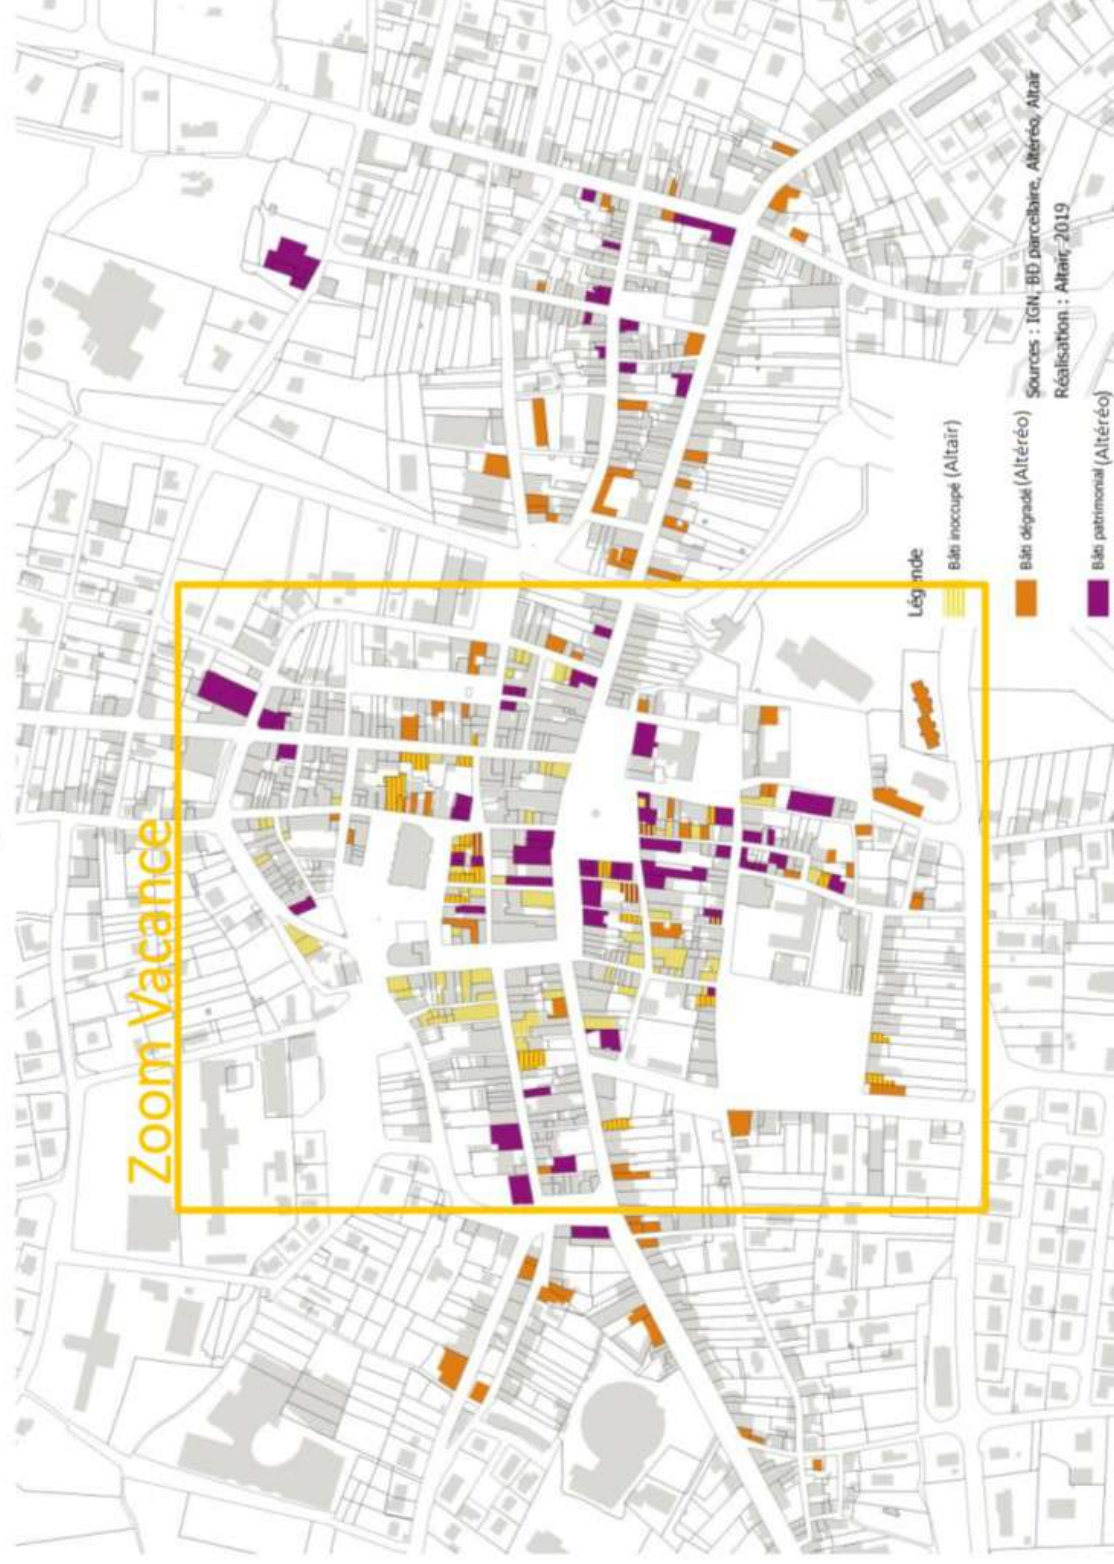 Zoom Vacance
Légende
Bâti inoccupé (Altaïr)
Bâti dégradé (Altéréo)
Bâti patrimonial (Altéréo)
Sources : IGN, BD parcellaire, Altéréo, Altaïr
Réalisation : Altaïr, 2019